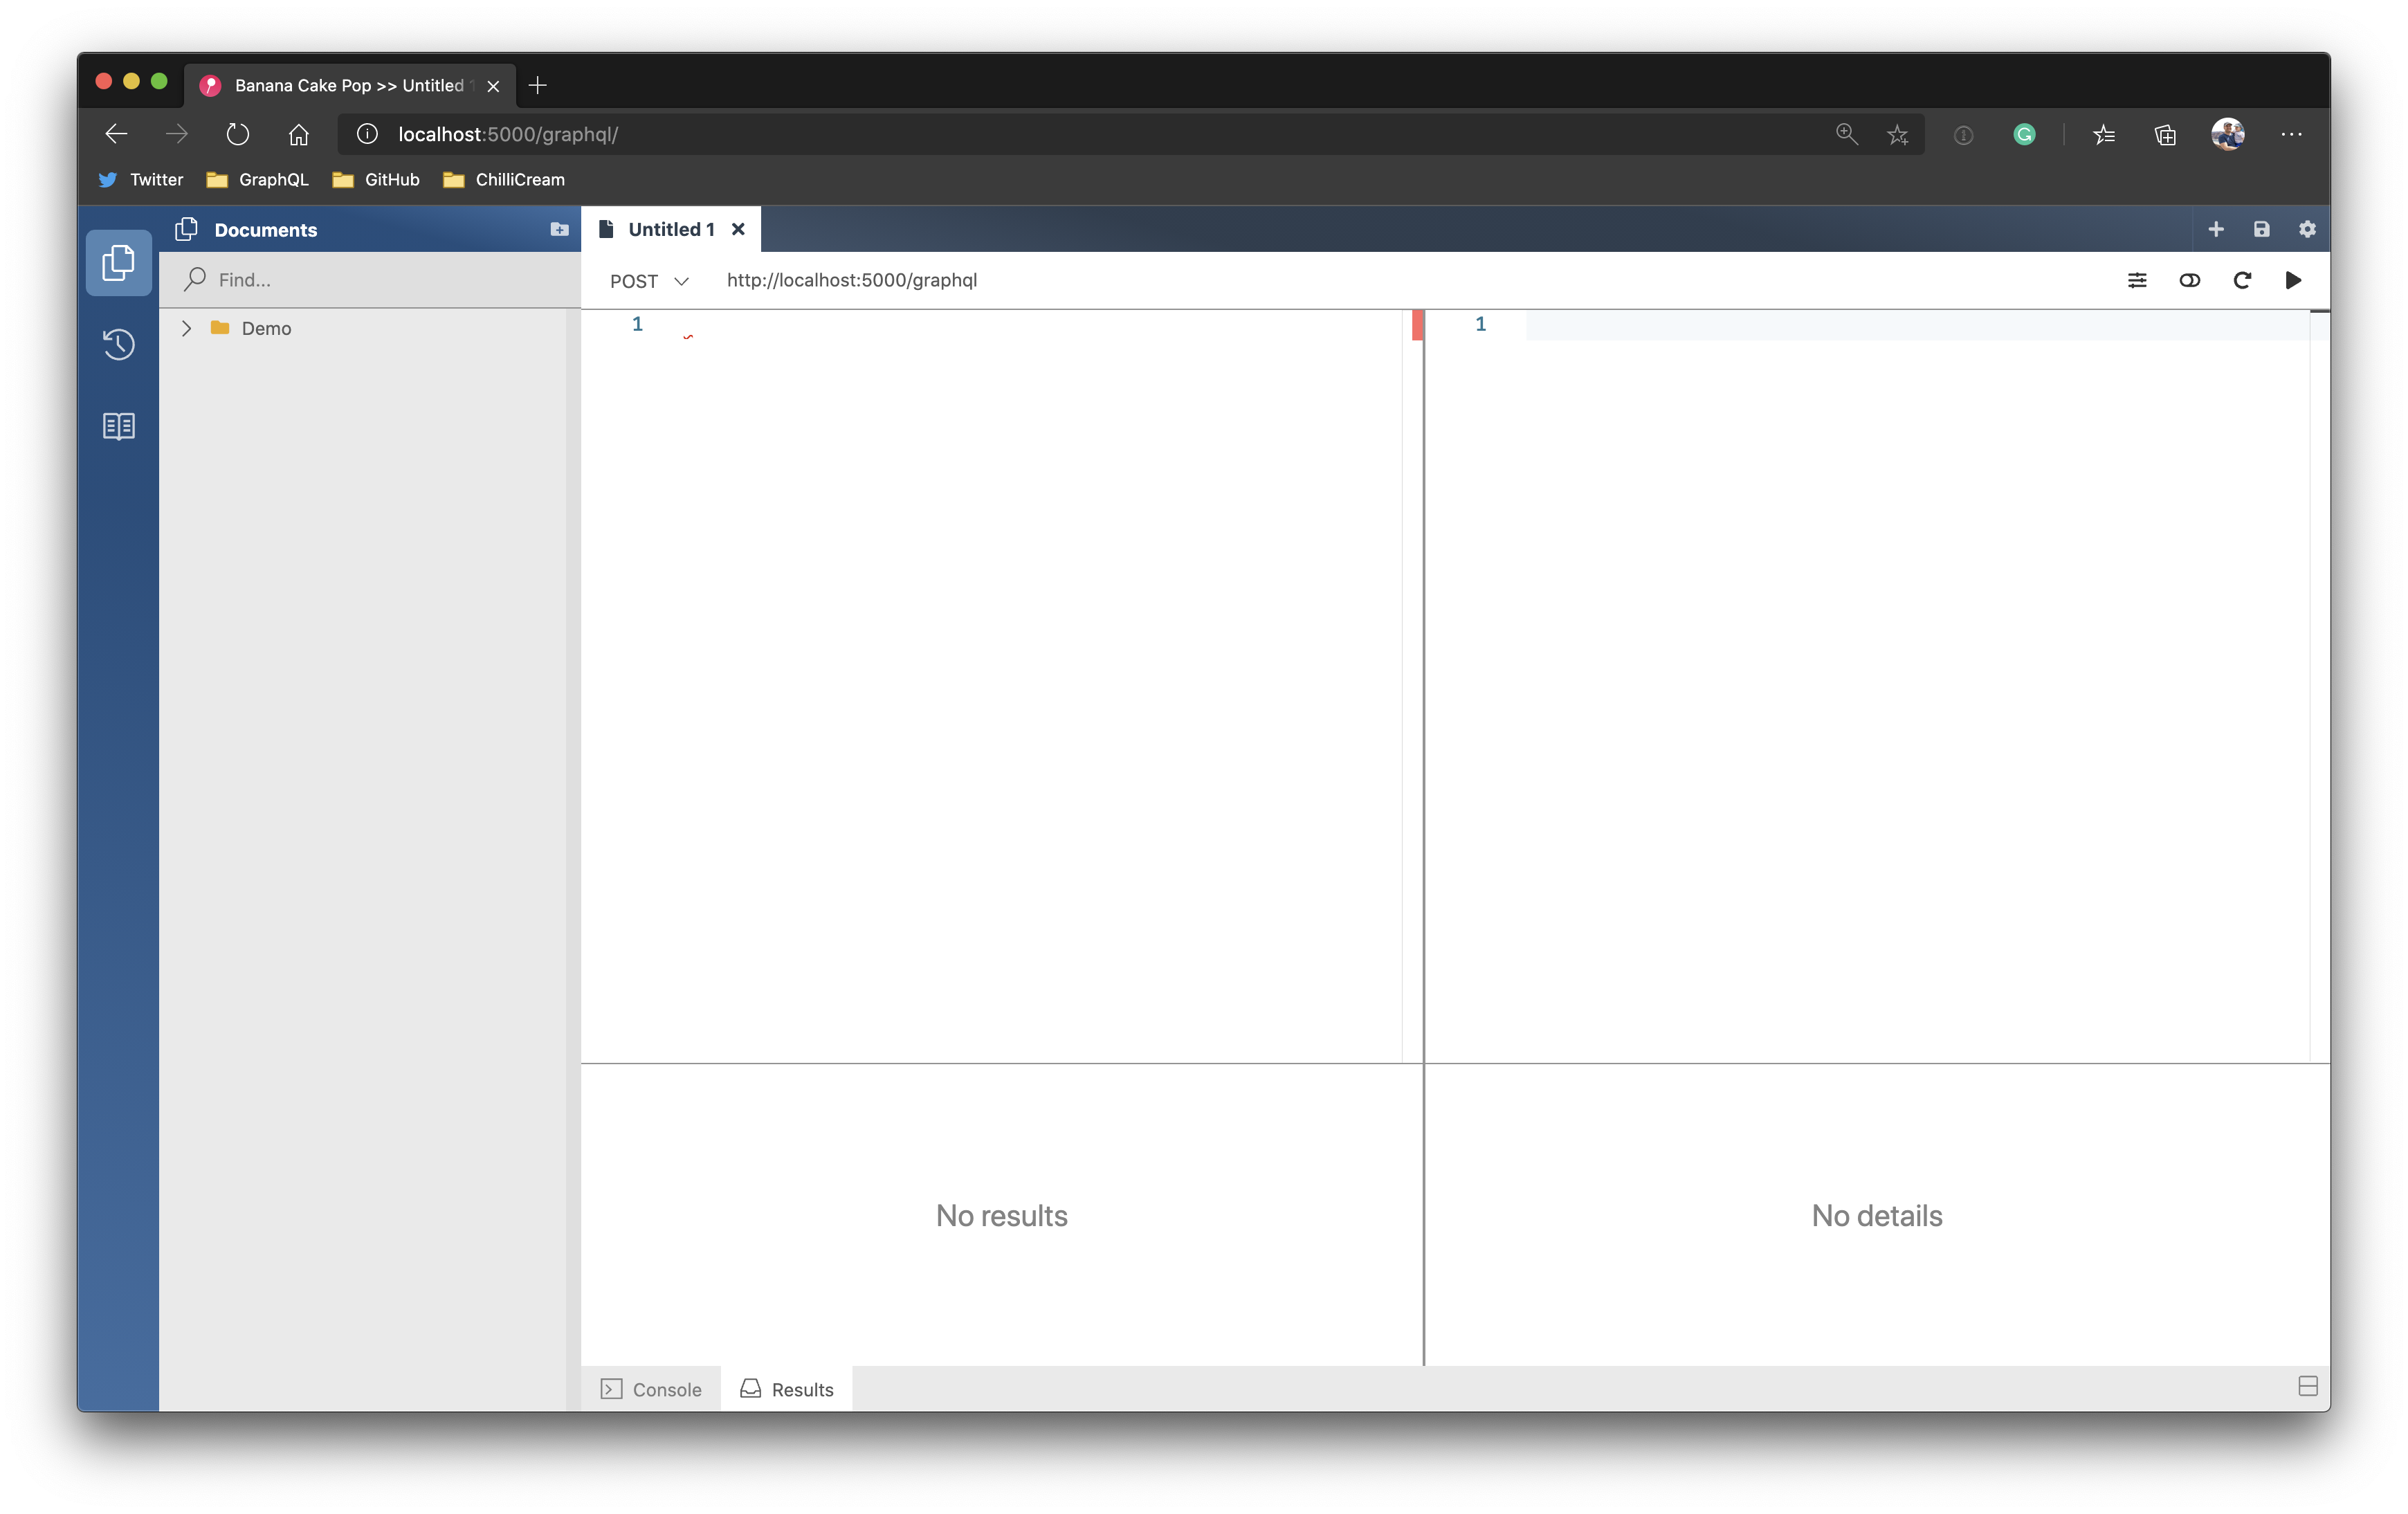 Banana Cake Pop >> Untitled 1
localhost:5000/graphql/
Twitter GraphQL GitHub ChilliCream
Documents
Untitled 1
Find...
POST http://localhost:5000/graphql
Demo
1
1
No results
No details
Console Results